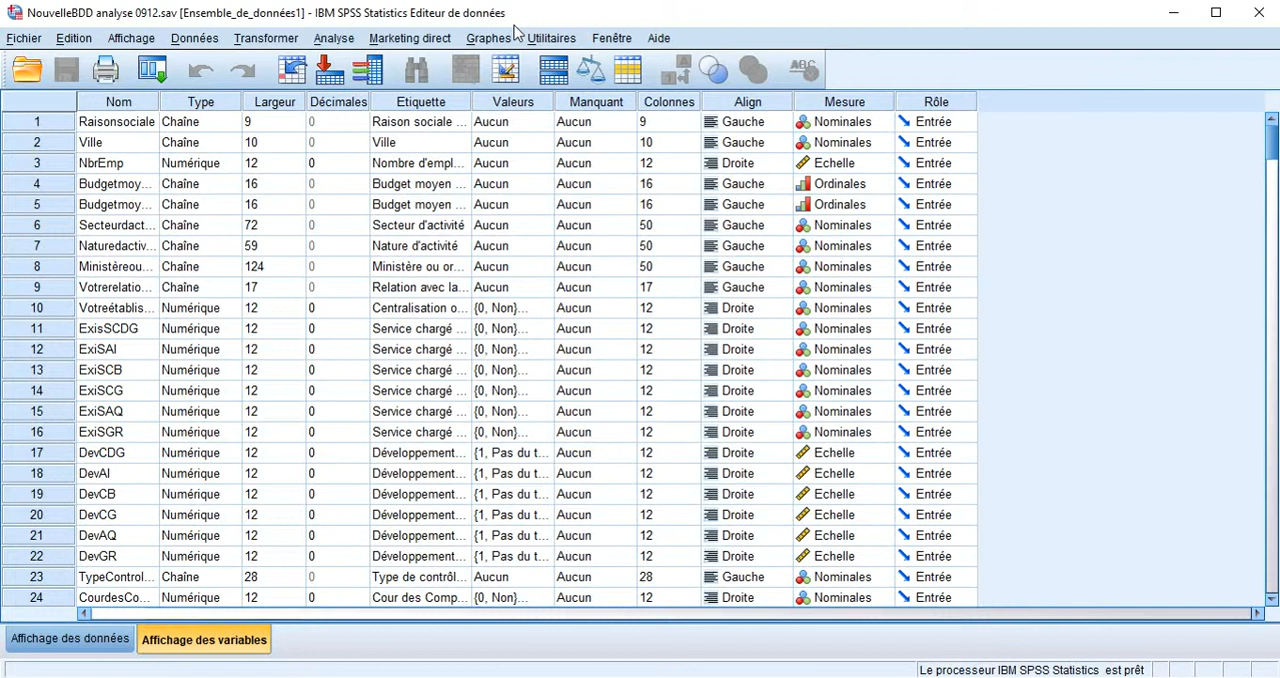 NouvelleBDD analyse 0912.sav [Ensemble_de_données1] - IBM SPSS Statistics Editeur de données
Fichier Edition Affichage Données Transformer Analyse Marketing direct Graphes Utilitaires Fenêtre Aide
Nom Type Largeur Décimales Etiquette Valeurs Manquant Colonnes Align Mesure Rôle
1 Raisonsociale Chaîne 9 0 Raison sociale ... Aucun Aucun 9 Gauche Nominales Entrée
2 Ville Chaîne 10 0 Ville Aucun Aucun 10 Gauche Nominales Entrée
3 NbrEmp Numérique 12 0 Nombre d'empl... Aucun Aucun 12 Droite Echelle Entrée
4 Budgetmoy... Chaîne 16 0 Budget moyen ... Aucun Aucun 16 Gauche Ordinales Entrée
5 Budgetmoy... Chaîne 16 0 Budget moyen ... Aucun Aucun 16 Gauche Ordinales Entrée
6 Secteurdact... Chaîne 72 0 Secteur d'activité Aucun Aucun 50 Gauche Nominales Entrée
7 Naturedactiv... Chaîne 59 0 Nature d'activité Aucun Aucun 50 Gauche Nominales Entrée
8 Ministèreou... Chaîne 124 0 Ministère ou or... Aucun Aucun 50 Gauche Nominales Entrée
9 Votrerelatio... Chaîne 17 0 Relation avec la... Aucun Aucun 17 Gauche Nominales Entrée
10 Votreétablis... Numérique 12 0 Centralisation o... {0, Non}... Aucun 12 Droite Nominales Entrée
11 ExisSCDG Numérique 12 0 Service chargé ... {0, Non}... Aucun 12 Droite Nominales Entrée
12 ExiSAI Numérique 12 0 Service chargé ... {0, Non}... Aucun 12 Droite Nominales Entrée
13 ExiSCB Numérique 12 0 Service chargé ... {0, Non}... Aucun 12 Droite Nominales Entrée
14 ExiSCG Numérique 12 0 Service chargé ... {0, Non}... Aucun 12 Droite Nominales Entrée
15 ExiSAQ Numérique 12 0 Service chargé ... {0, Non}... Aucun 12 Droite Nominales Entrée
16 ExiSGR Numérique 12 0 Service chargé ... {0, Non}... Aucun 12 Droite Nominales Entrée
17 DevCDG Numérique 12 0 Développement... {1, Pas du t... Aucun 12 Droite Echelle Entrée
18 DevAI Numérique 12 0 Développement... {1, Pas du t... Aucun 12 Droite Echelle Entrée
19 DevCB Numérique 12 0 Développement... {1, Pas du t... Aucun 12 Droite Echelle Entrée
20 DevCG Numérique 12 0 Développement... {1, Pas du t... Aucun 12 Droite Echelle Entrée
21 DevAQ Numérique 12 0 Développement... {1, Pas du t... Aucun 12 Droite Echelle Entrée
22 DevGR Numérique 12 0 Développement... {1, Pas du t... Aucun 12 Droite Echelle Entrée
23 TypeControl... Chaîne 28 0 Type de contrôl... Aucun Aucun 28 Gauche Nominales Entrée
24 CourdesCo... Numérique 12 0 Cour des Comp... {0, Non}... Aucun 12 Droite Nominales Entrée
Affichage des données Affichage des variables
Le processeur IBM SPSS Statistics est prêt